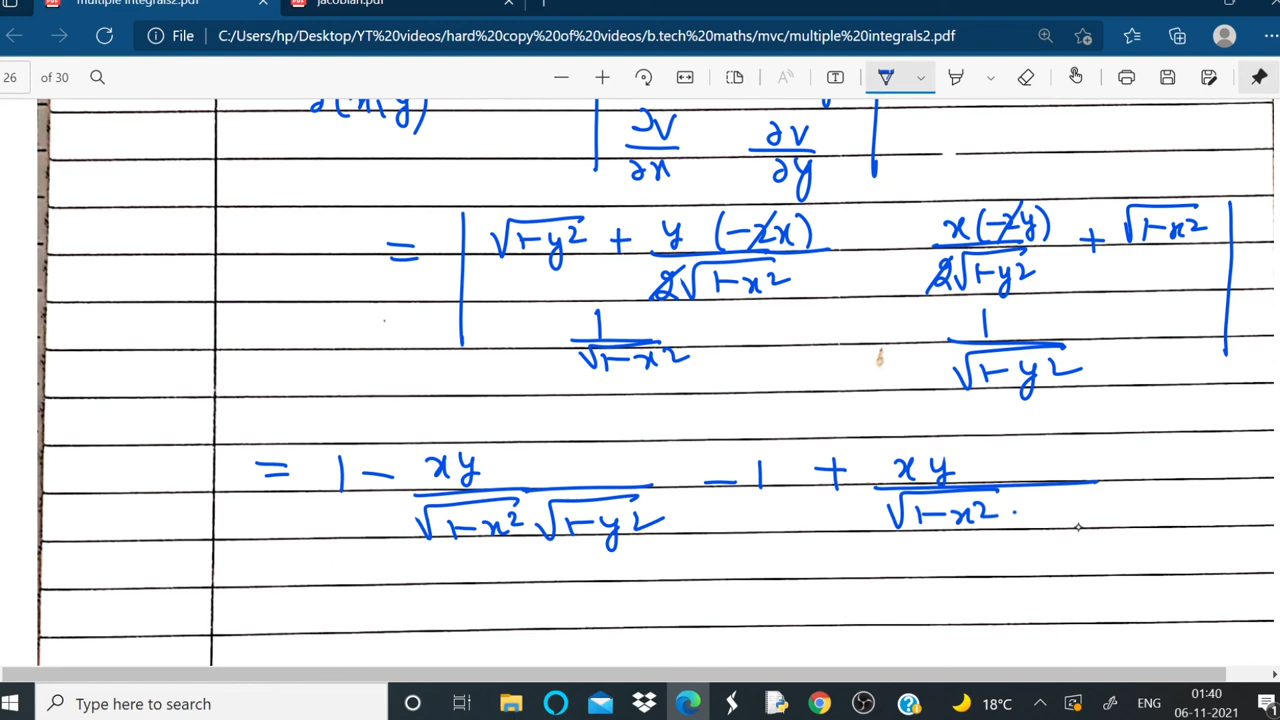 multiple integrals2.pdf jacobian.pdf
File C:/Users/hp/Desktop/YT%20videos/hard%20copy%20of%20videos/b.tech%20maths/mvc/multiple%20integrals2.pdf
26 of 30
∂(x,y) | ∂v/∂x ∂v/∂y |
= | √(1-y²) + y(-2x)/(2√(1-x²)) x(-2y)/(2√(1-y²)) + √(1-x²) |
| 1/√(1-x²) 1/√(1-y²) |
= 1 - xy/(√(1-x²) √(1-y²)) - 1 + xy/(√(1-x²) ·
Type here to search 18°C ENG 01:40
06-11-2021